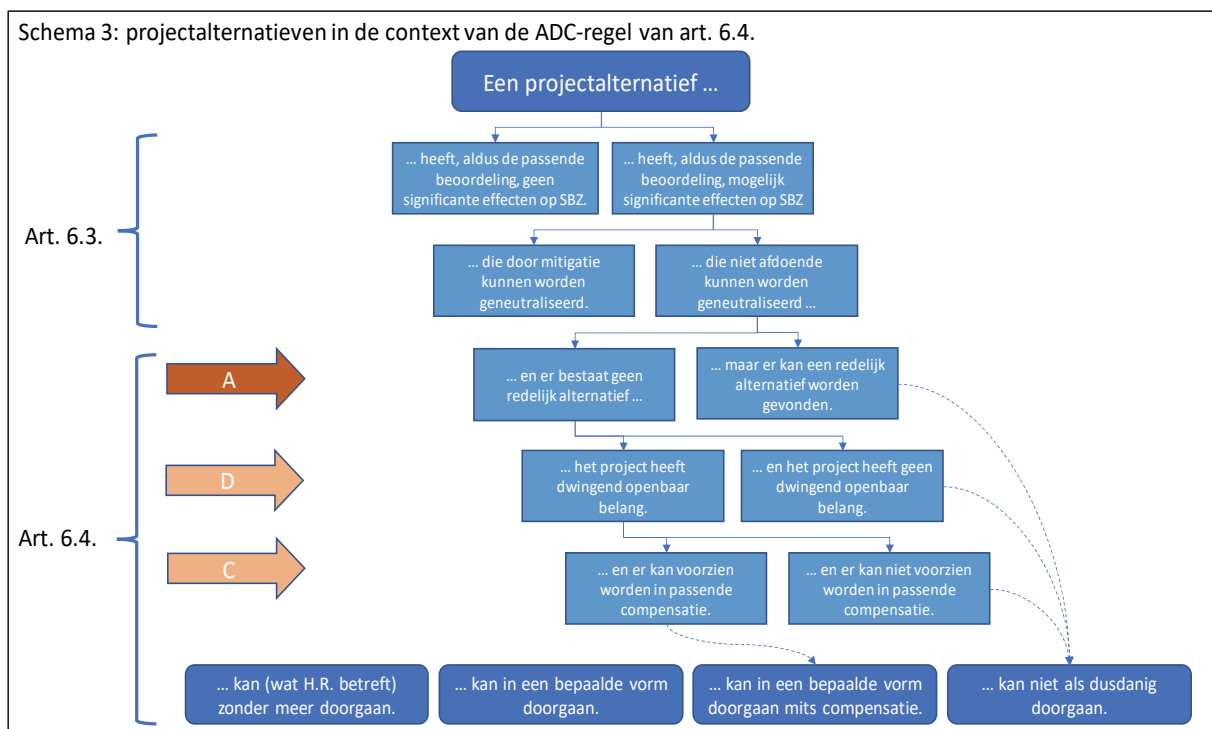 Schema 3: projectalternatieven in de context van de ADC-regel van art. 6.4.
Een projectalternatief …
… heeft, aldus de passende
beoordeling, geen
significante effecten op SBZ.
… heeft, aldus de passende
beoordeling, mogelijk
significante effecten op SBZ
Art. 6.3.
… die door mitigatie
kunnen worden
geneutraliseerd.
… die niet afdoende
kunnen worden
geneutraliseerd …
A
… en er bestaat geen
redelijk alternatief …
… maar er kan een redelijk
alternatief worden
gevonden.
D
… het project heeft
dwingend openbaar
belang.
… en het project heeft geen
dwingend openbaar
belang.
Art. 6.4.
C
… en er kan voorzien
worden in passende
compensatie.
… en er kan niet voorzien
worden in passende
compensatie.
… kan (wat H.R. betreft)
zonder meer doorgaan.
… kan in een bepaalde vorm
doorgaan.
… kan in een bepaalde vorm
doorgaan mits compensatie.
… kan niet als dusdanig
doorgaan.